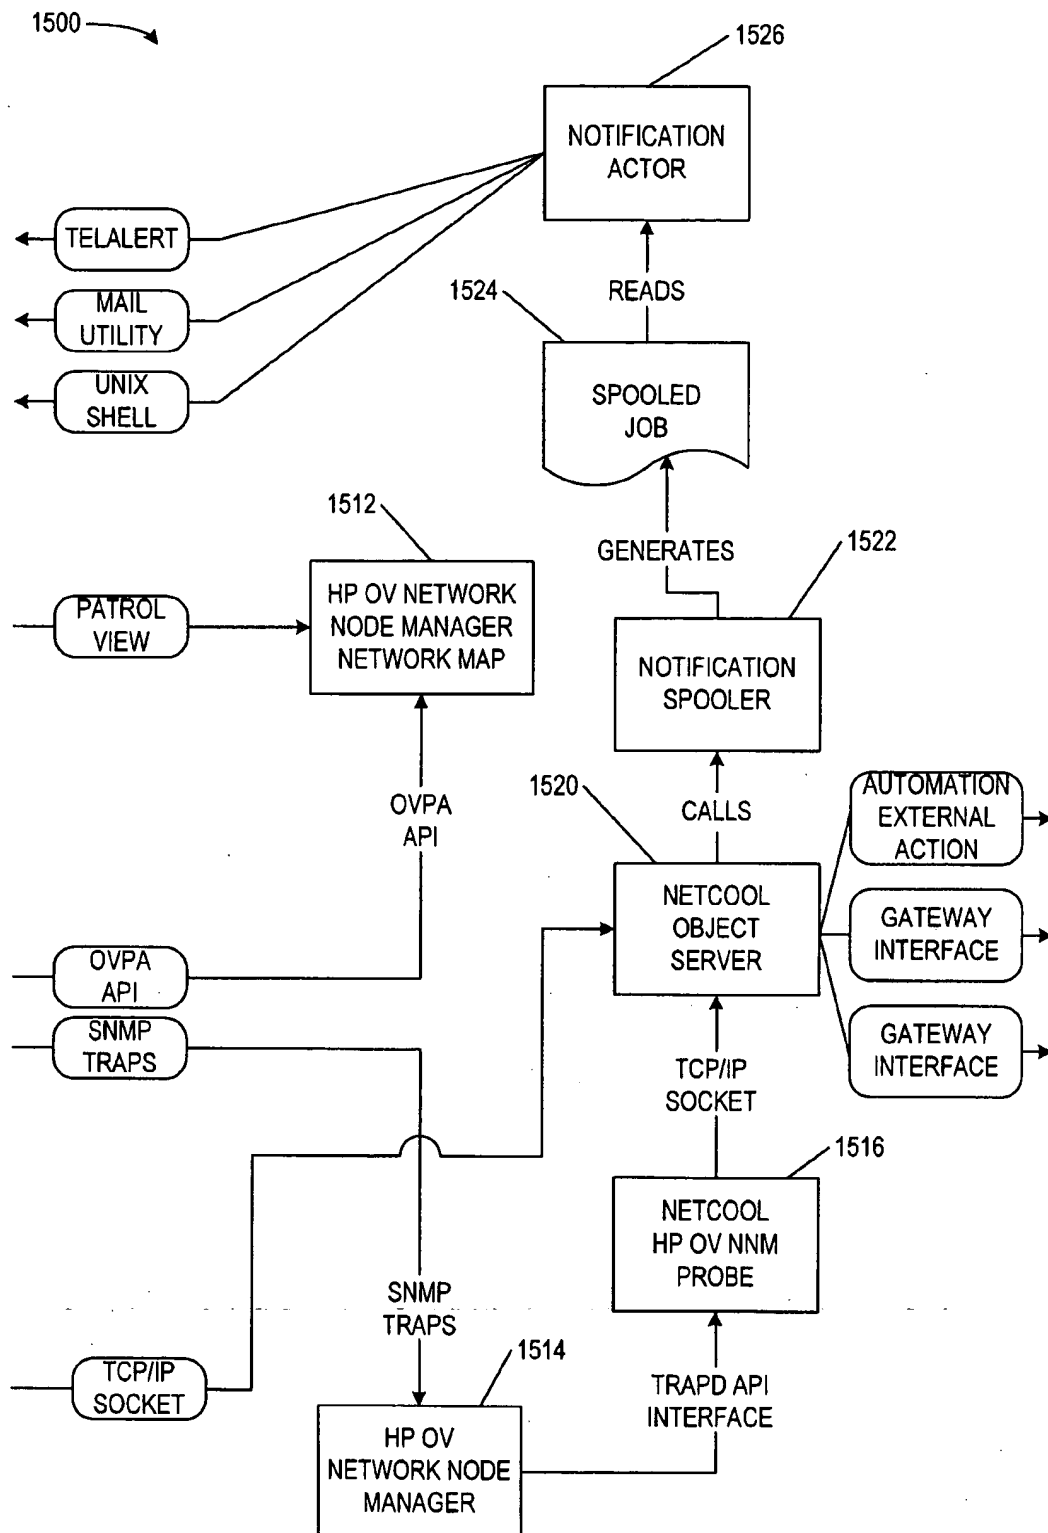 1500
1526
NOTIFICATION
ACTOR
TELALERT
MAIL
UTILITY
UNIX
SHELL
READS
1524
SPOOLED
JOB
1512
GENERATES
1522
PATROL
VIEW
HP OV NETWORK
NODE MANAGER
NETWORK MAP
NOTIFICATION
SPOOLER
1520
CALLS
AUTOMATION
EXTERNAL
ACTION
OVPA
API
NETCOOL
OBJECT
SERVER
GATEWAY
INTERFACE
OVPA
API
SNMP
TRAPS
GATEWAY
INTERFACE
TCP/IP
SOCKET
1516
NETCOOL
HP OV NNM
PROBE
SNMP
TRAPS
TCP/IP
SOCKET
1514
TRAPD API
INTERFACE
HP OV
NETWORK NODE
MANAGER